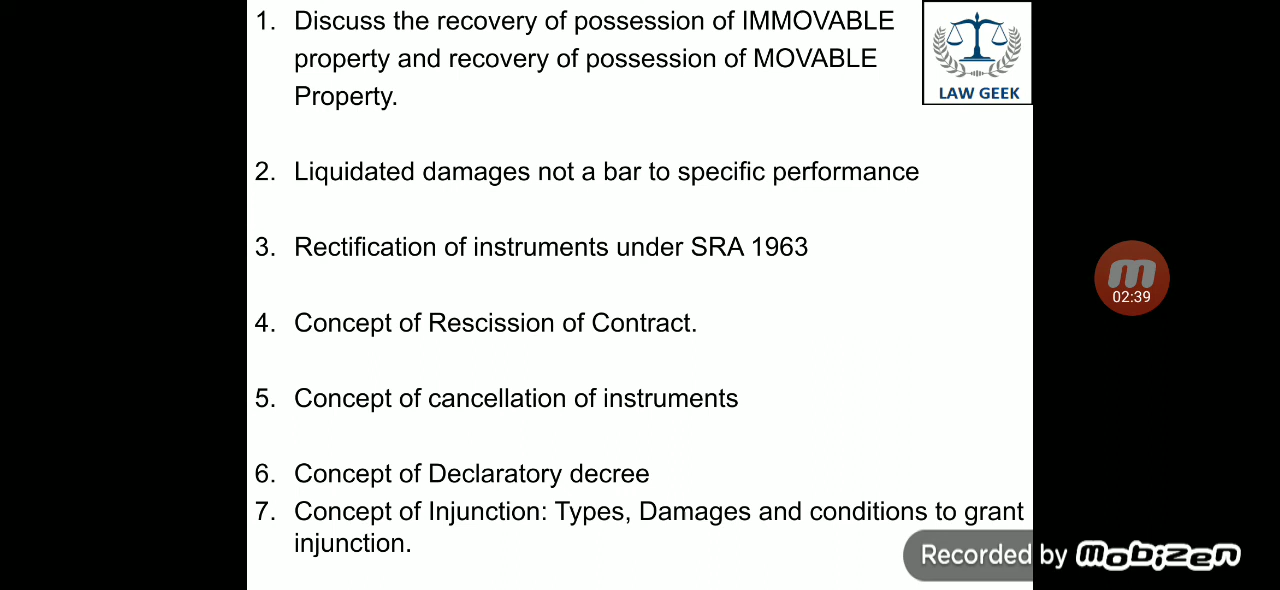 1. Discuss the recovery of possession of IMMOVABLE
property and recovery of possession of MOVABLE
Property.
LAW GEEK
2. Liquidated damages not a bar to specific performance
3. Rectification of instruments under SRA 1963
4. Concept of Rescission of Contract.
5. Concept of cancellation of instruments
6. Concept of Declaratory decree
7. Concept of Injunction: Types, Damages and conditions to grant
injunction.
02:39
Recorded by Mobizen